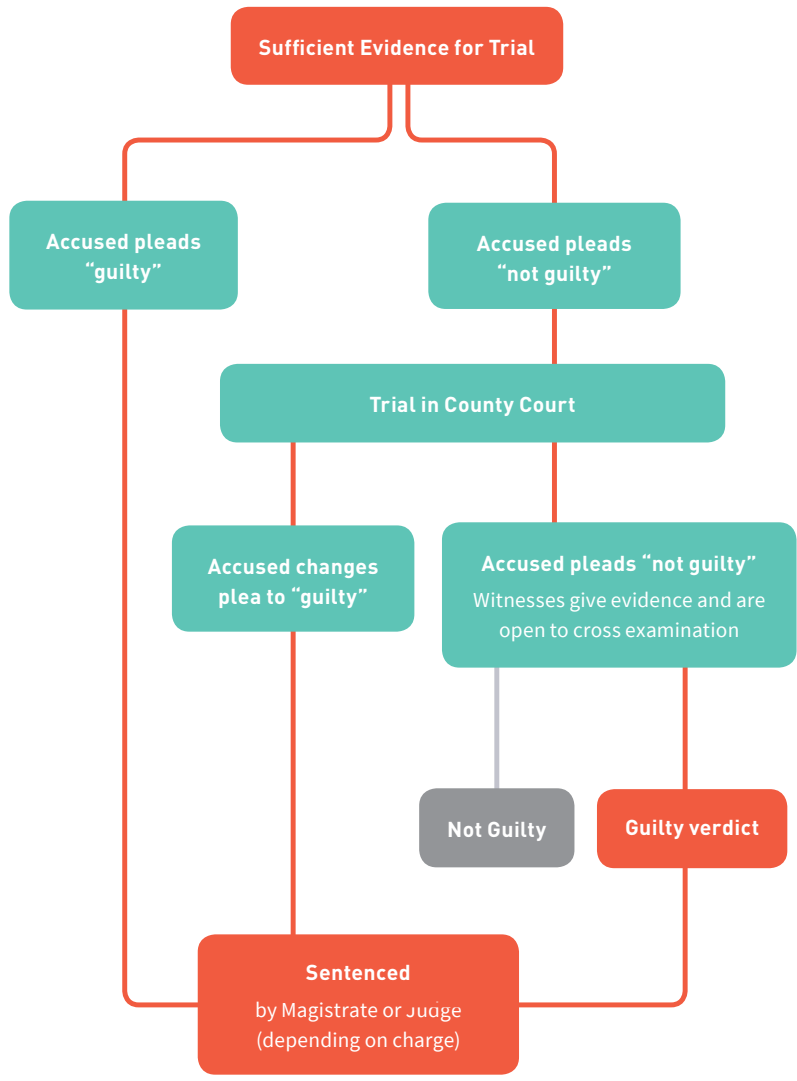 Sufficient Evidence for Trial
Accused pleads
“guilty”
Accused pleads
“not guilty”
Trial in County Court
Accused changes
plea to “guilty”
Accused pleads “not guilty”
Witnesses give evidence and are
open to cross examination
Not Guilty
Guilty verdict
Sentenced
by Magistrate or Judge
(depending on charge)